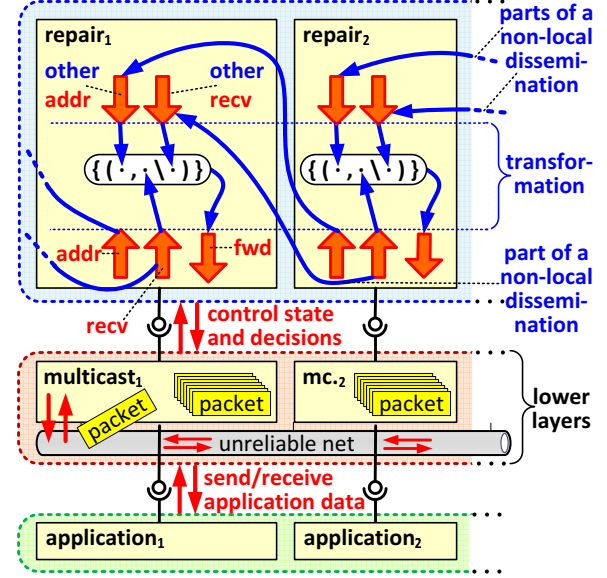 repair₁
repair₂
parts of a
non-local
dissemi-
nation
other
addr
other
recv
{(·,·\·)}
{(·,·\·)}
transfor-
mation
addr
recv
fwd
part of a
non-local
dissemi-
nation
control state
and decisions
multicast₁
packet
packet
mc.₂
packet
lower
layers
unreliable net
send/receive
application data
application₁
application₂